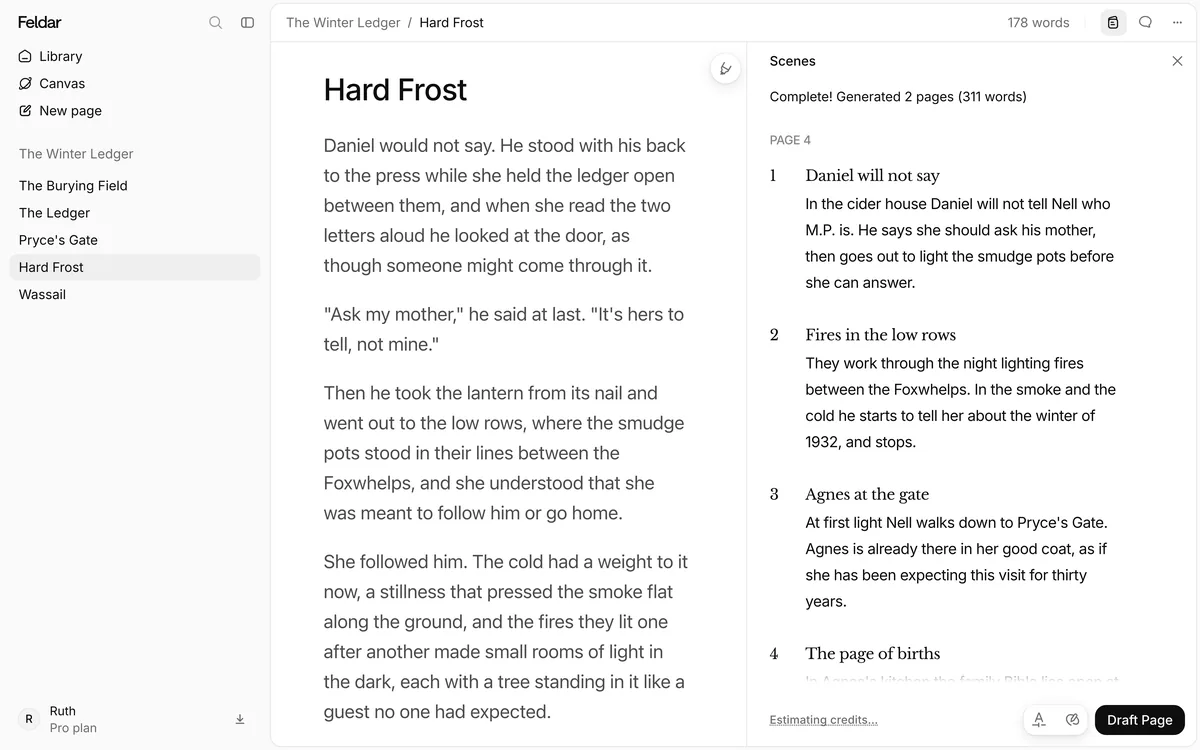 Feldar
Library
Canvas
New page
The Winter Ledger
The Burying Field
The Ledger
Pryce's Gate
Hard Frost
Wassail
R
Ruth
Pro plan
The Winter Ledger / Hard Frost
178 words
Hard Frost
Daniel would not say. He stood with his back
to the press while she held the ledger open
between them, and when she read the two
letters aloud he looked at the door, as
though someone might come through it.
"Ask my mother," he said at last. "It's hers to
tell, not mine."
Then he took the lantern from its nail and
went out to the low rows, where the smudge
pots stood in their lines between the
Foxwhelps, and she understood that she
was meant to follow him or go home.
She followed him. The cold had a weight to it
now, a stillness that pressed the smoke flat
along the ground, and the fires they lit one
after another made small rooms of light in
the dark, each with a tree standing in it like a
guest no one had expected.
Scenes
Complete! Generated 2 pages (311 words)
PAGE 4
1 Daniel will not say
In the cider house Daniel will not tell Nell who
M.P. is. He says she should ask his mother,
then goes out to light the smudge pots before
she can answer.
2 Fires in the low rows
They work through the night lighting fires
between the Foxwhelps. In the smoke and the
cold he starts to tell her about the winter of
1932, and stops.
3 Agnes at the gate
At first light Nell walks down to Pryce's Gate.
Agnes is already there in her good coat, as if
she has been expecting this visit for thirty
years.
4 The page of births
In Agnes's kitchen the family Bible lies open at
Estimating credits...
Draft Page